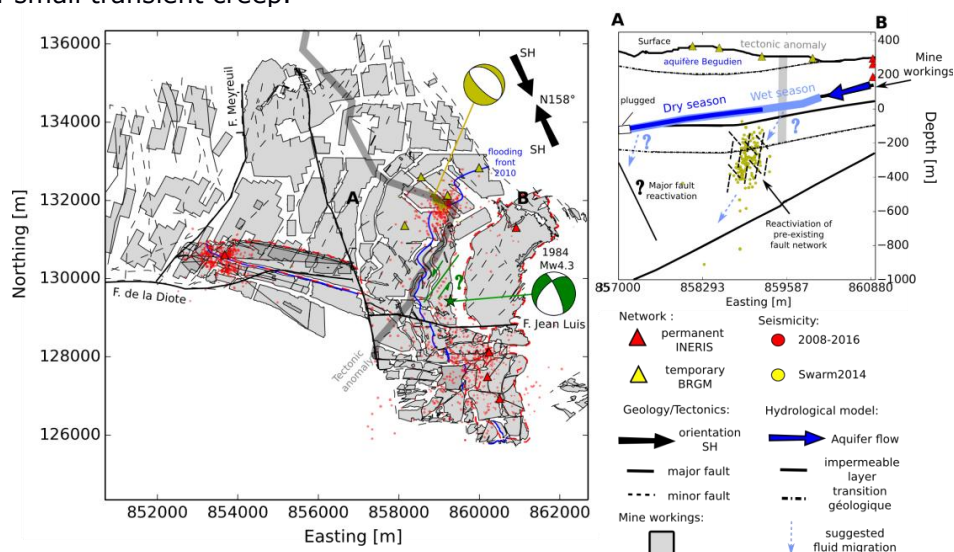 small transient creep.
136000
134000
132000
130000
128000
126000
Northing [m]
852000 854000 856000 858000 860000 862000
Easting [m]
F. Meyreuil
SH
N158°
SH
flooding
front
2010
A
B
1984
Mw4.3
?
F. de la Diote
F. Jean Luis
Tectonic
anomaly
A
B
Surface
tectonic anomaly
aquifère Begudien
Mine
workings
plugged
Dry season
Wet season
?
?
? Major fault
reactivation
Reactiviation of
pre-existing
fault network
400
200
0
−200
−400
−600
−800
−1000
Depth [m]
857000 858293 859587 860880
Easting [m]
Network :
permanent
INERIS
temporary
BRGM
Seismicity:
2008-2016
Swarm2014
Geology/Tectonics:
orientation
SH
major fault
minor fault
Mine workings:
Hydrological model:
Aquifer flow
impermeable
layer
transition
géologique
suggested
fluid migration